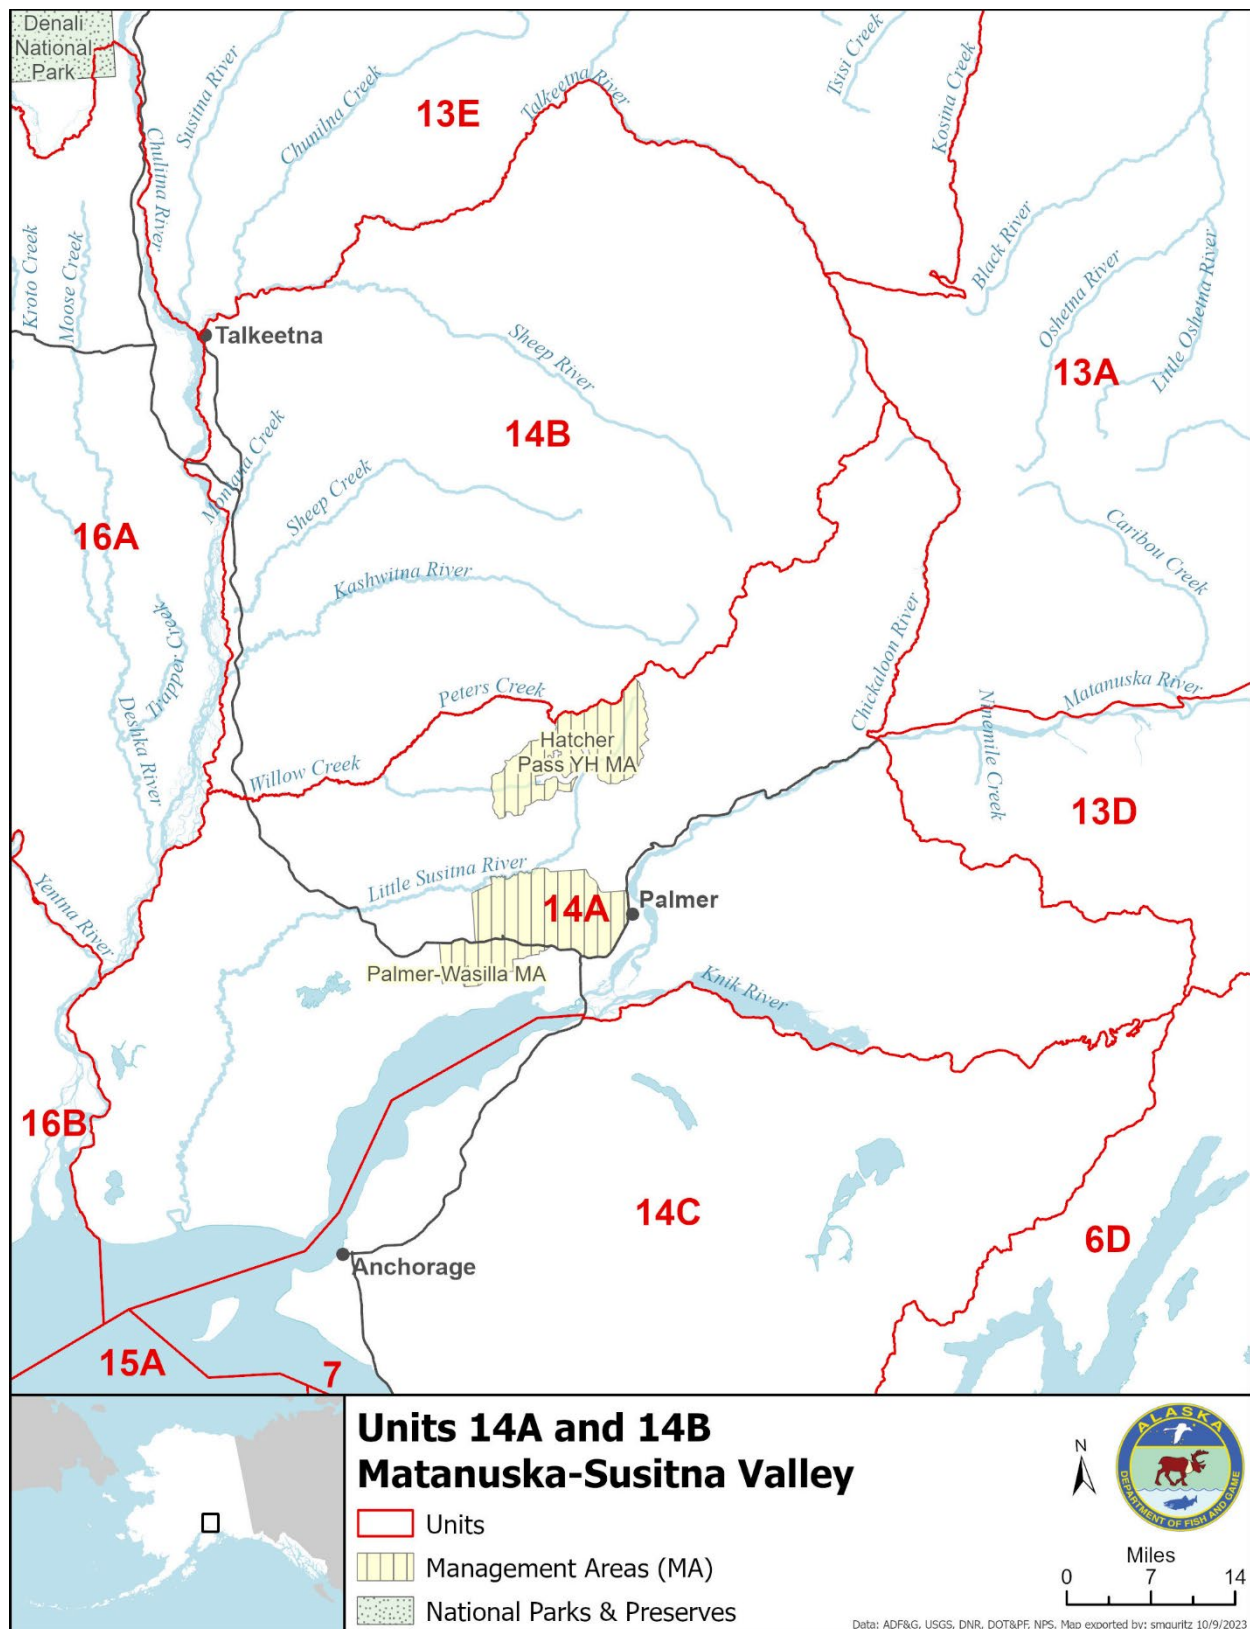 Denali
National
Park
Susitna River
Chunilna Creek
13E
Talkeetna River
Tsisi Creek
Kosina Creek
Chulitna River
Kroto Creek
Moose Creek
Black River
Oshetna River
Little Oshetna River
Talkeetna
Sheep River
13A
14B
Montana Creek
Sheep Creek
16A
Caribou Creek
Kashwitna River
Trapper Creek
Deshka River
Peters Creek
Chickaloon River
Matanuska River
Ninemile Creek
Hatcher
Pass YH MA
Willow Creek
13D
Little Susitna River
Yentna River
14A
Palmer
Palmer-Wasilla MA
Knik River
16B
14C
6D
Anchorage
15A
7
Units 14A and 14B
Matanuska-Susitna Valley
Units
Management Areas (MA)
National Parks & Preserves
N
ALASKA
DEPARTMENT OF FISH AND GAME
Miles
0 7 14
Data: ADF&G, USGS, DNR, DOT&PF, NPS. Map exported by: smguritz 10/9/2023